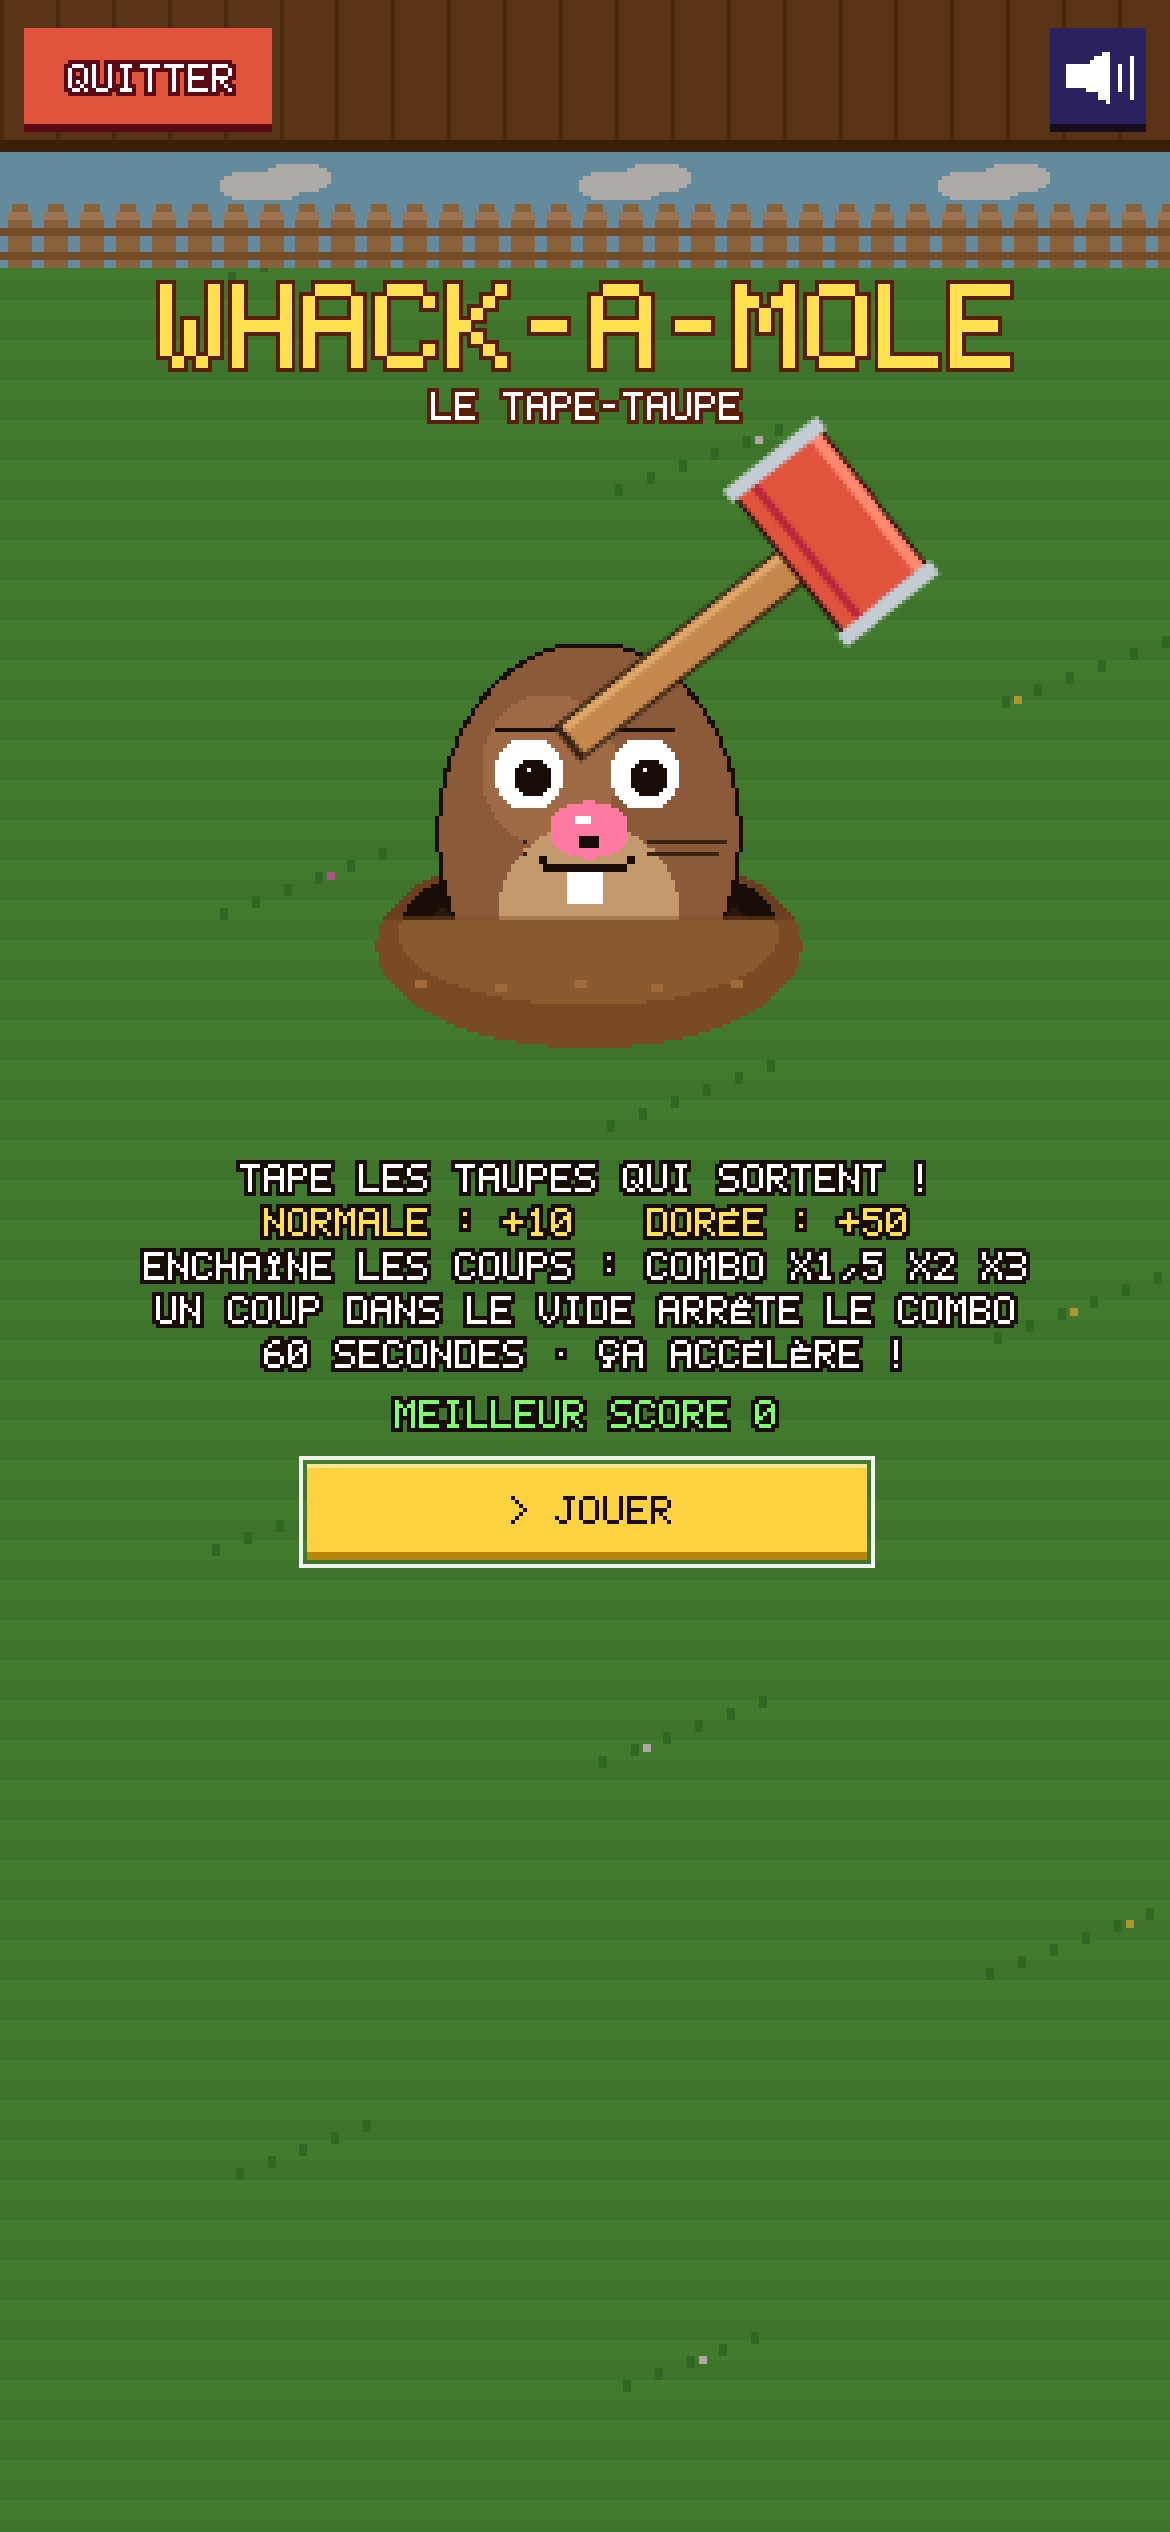 QUITTER
WHACK-A-MOLE
LE TAPE-TAUPE
TAPE LES TAUPES QUI SORTENT !
NORMALE : +10 DORÉE : +50
ENCHAÎNE LES COUPS : COMBO X1,5 X2 X3
UN COUP DANS LE VIDE ARRÊTE LE COMBO
60 SECONDES · ÇA ACCÉLÈRE !
MEILLEUR SCORE 0
> JOUER